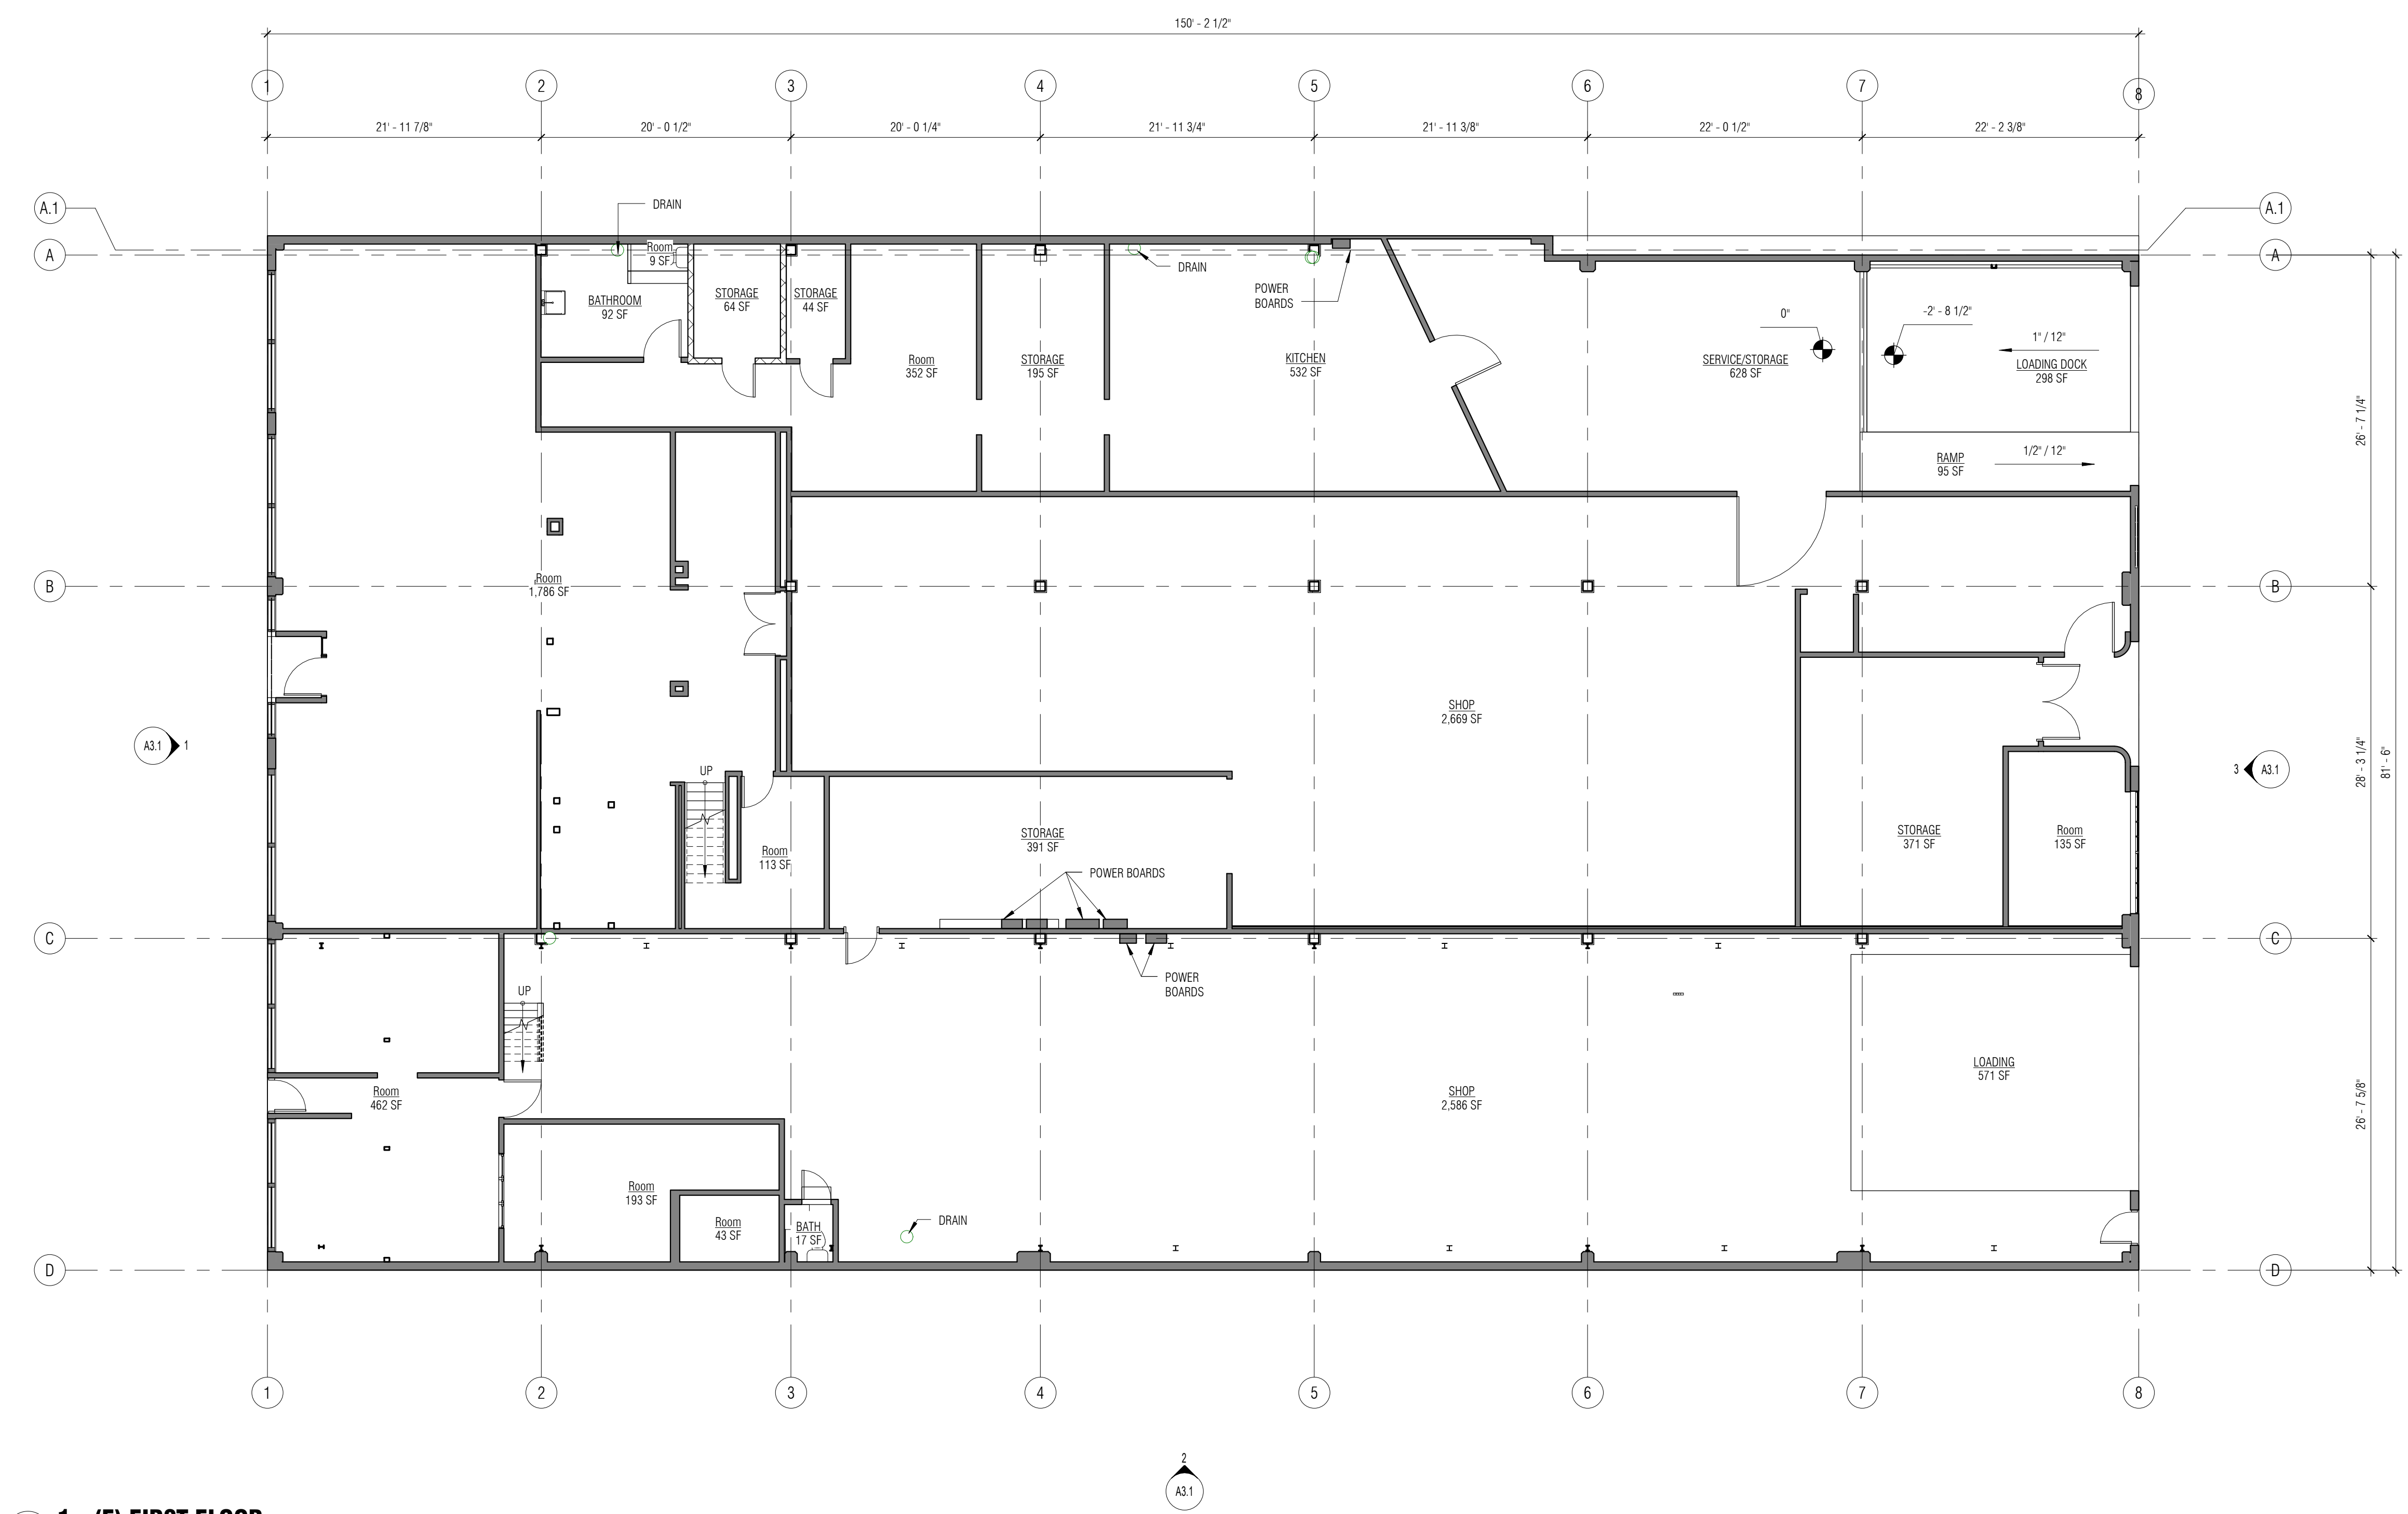 150' - 2 1/2"
1
2
3
4
5
6
7
8
21' - 11 7/8"
20' - 0 1/2"
20' - 0 1/4"
21' - 11 3/4"
21' - 11 3/8"
22' - 0 1/2"
22' - 2 3/8"
A.1
DRAIN
A.1
A
A
Room
9 SF
DRAIN
POWER
BOARDS
BATHROOM
92 SF
STORAGE
64 SF
STORAGE
44 SF
0"
-2' - 8 1/2"
1" / 12"
Room
352 SF
STORAGE
195 SF
KITCHEN
532 SF
SERVICE/STORAGE
628 SF
LOADING DOCK
298 SF
26' - 7 1/4"
RAMP
95 SF
1/2" / 12"
B
Room
1,786 SF
B
SHOP
2,669 SF
A3.1
1
UP
3
A3.1
28' - 3 1/4"
81' - 6"
STORAGE
391 SF
Room
113 SF
POWER BOARDS
STORAGE
371 SF
Room
135 SF
C
C
POWER
BOARDS
UP
Room
462 SF
SHOP
2,586 SF
LOADING
571 SF
26' - 7 5/8"
Room
193 SF
Room
43 SF
BATH
17 SF
DRAIN
D
D
1
2
3
4
5
6
7
8
2
A3.1
1 (E) FIRST FLOOR